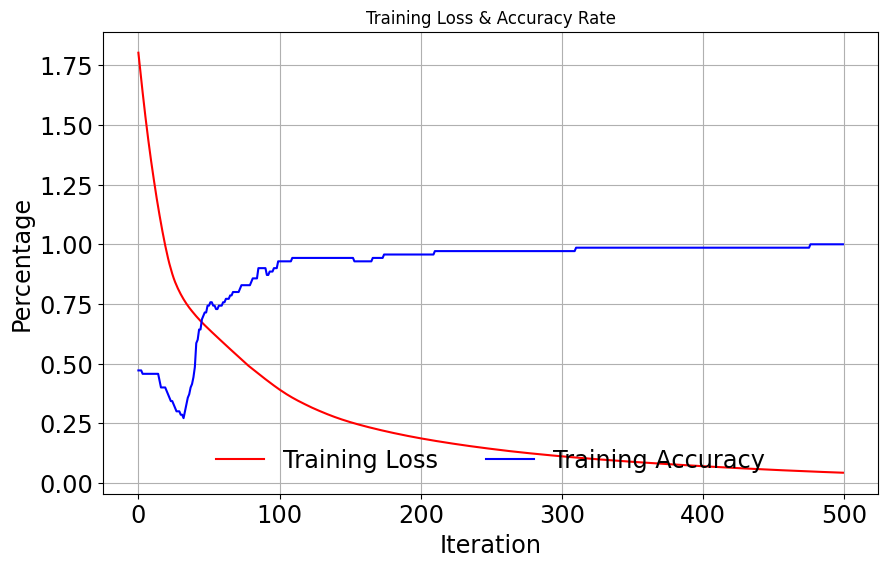 Training Loss & Accuracy Rate
1.75
1.50
1.25
1.00
0.75
0.50
0.25
0.00
Percentage
Training Loss Training Accuracy
0 100 200 300 400 500
Iteration